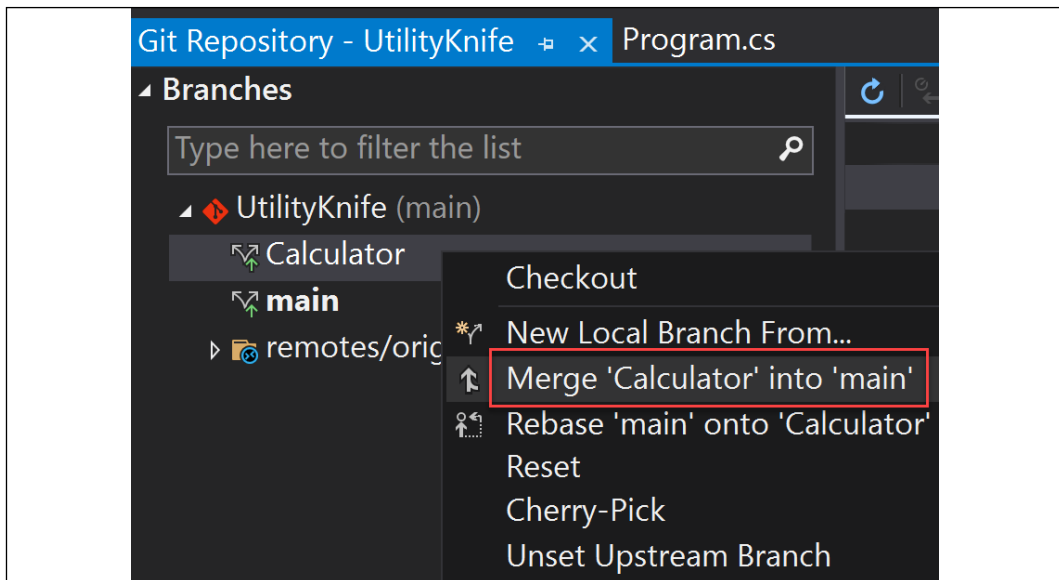 Git Repository - UtilityKnife
Program.cs
Branches
Type here to filter the list
UtilityKnife (main)
Calculator
main
remotes/orig
Checkout
New Local Branch From...
Merge 'Calculator' into 'main'
Rebase 'main' onto 'Calculator'
Reset
Cherry-Pick
Unset Upstream Branch